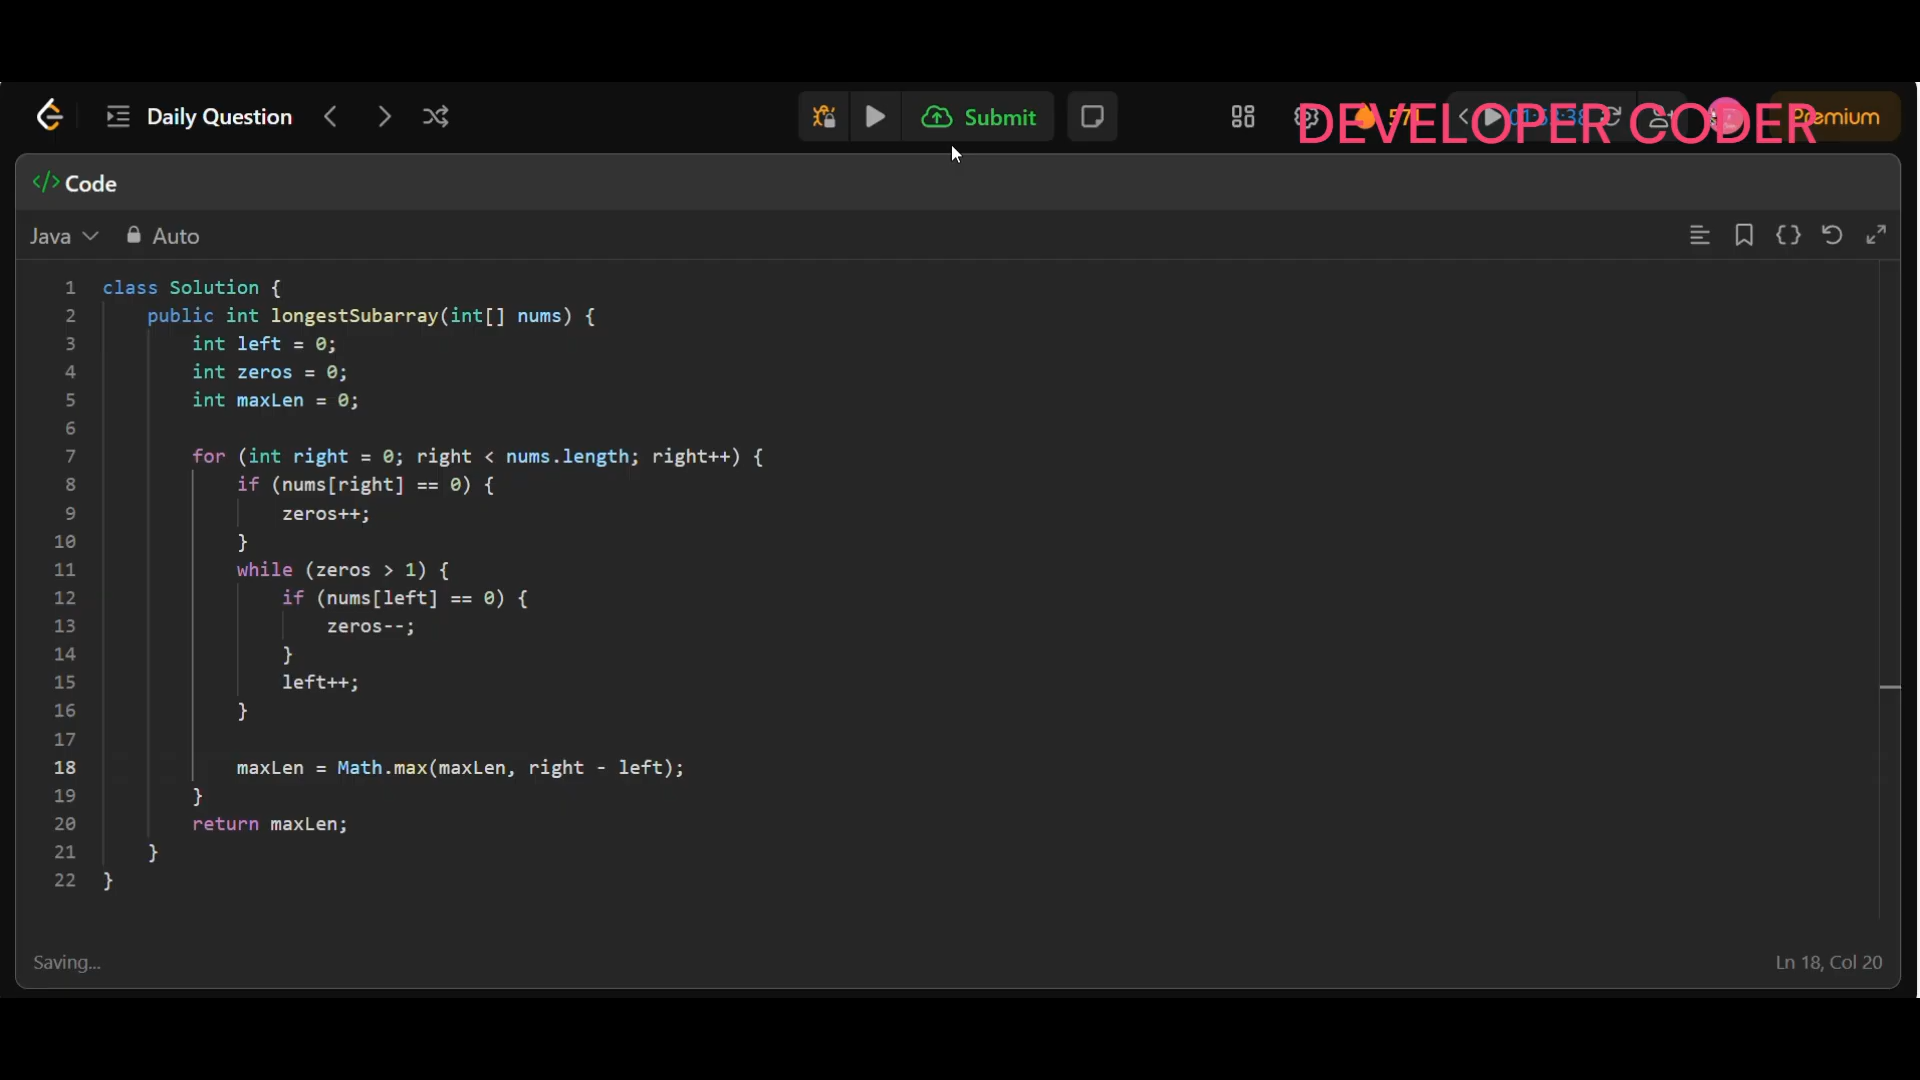 Daily Question
Submit
571
01:53:38
Premium
DEVELOPER CODER
</> Code
Java
Auto
1 class Solution {
2 public int longestSubarray(int[] nums) {
3 int left = 0;
4 int zeros = 0;
5 int maxLen = 0;
6
7 for (int right = 0; right < nums.length; right++) {
8 if (nums[right] == 0) {
9 zeros++;
10 }
11 while (zeros > 1) {
12 if (nums[left] == 0) {
13 zeros--;
14 }
15 left++;
16 }
17
18 maxLen = Math.max(maxLen, right - left);
19 }
20 return maxLen;
21 }
22 }
Saving...
Ln 18, Col 20